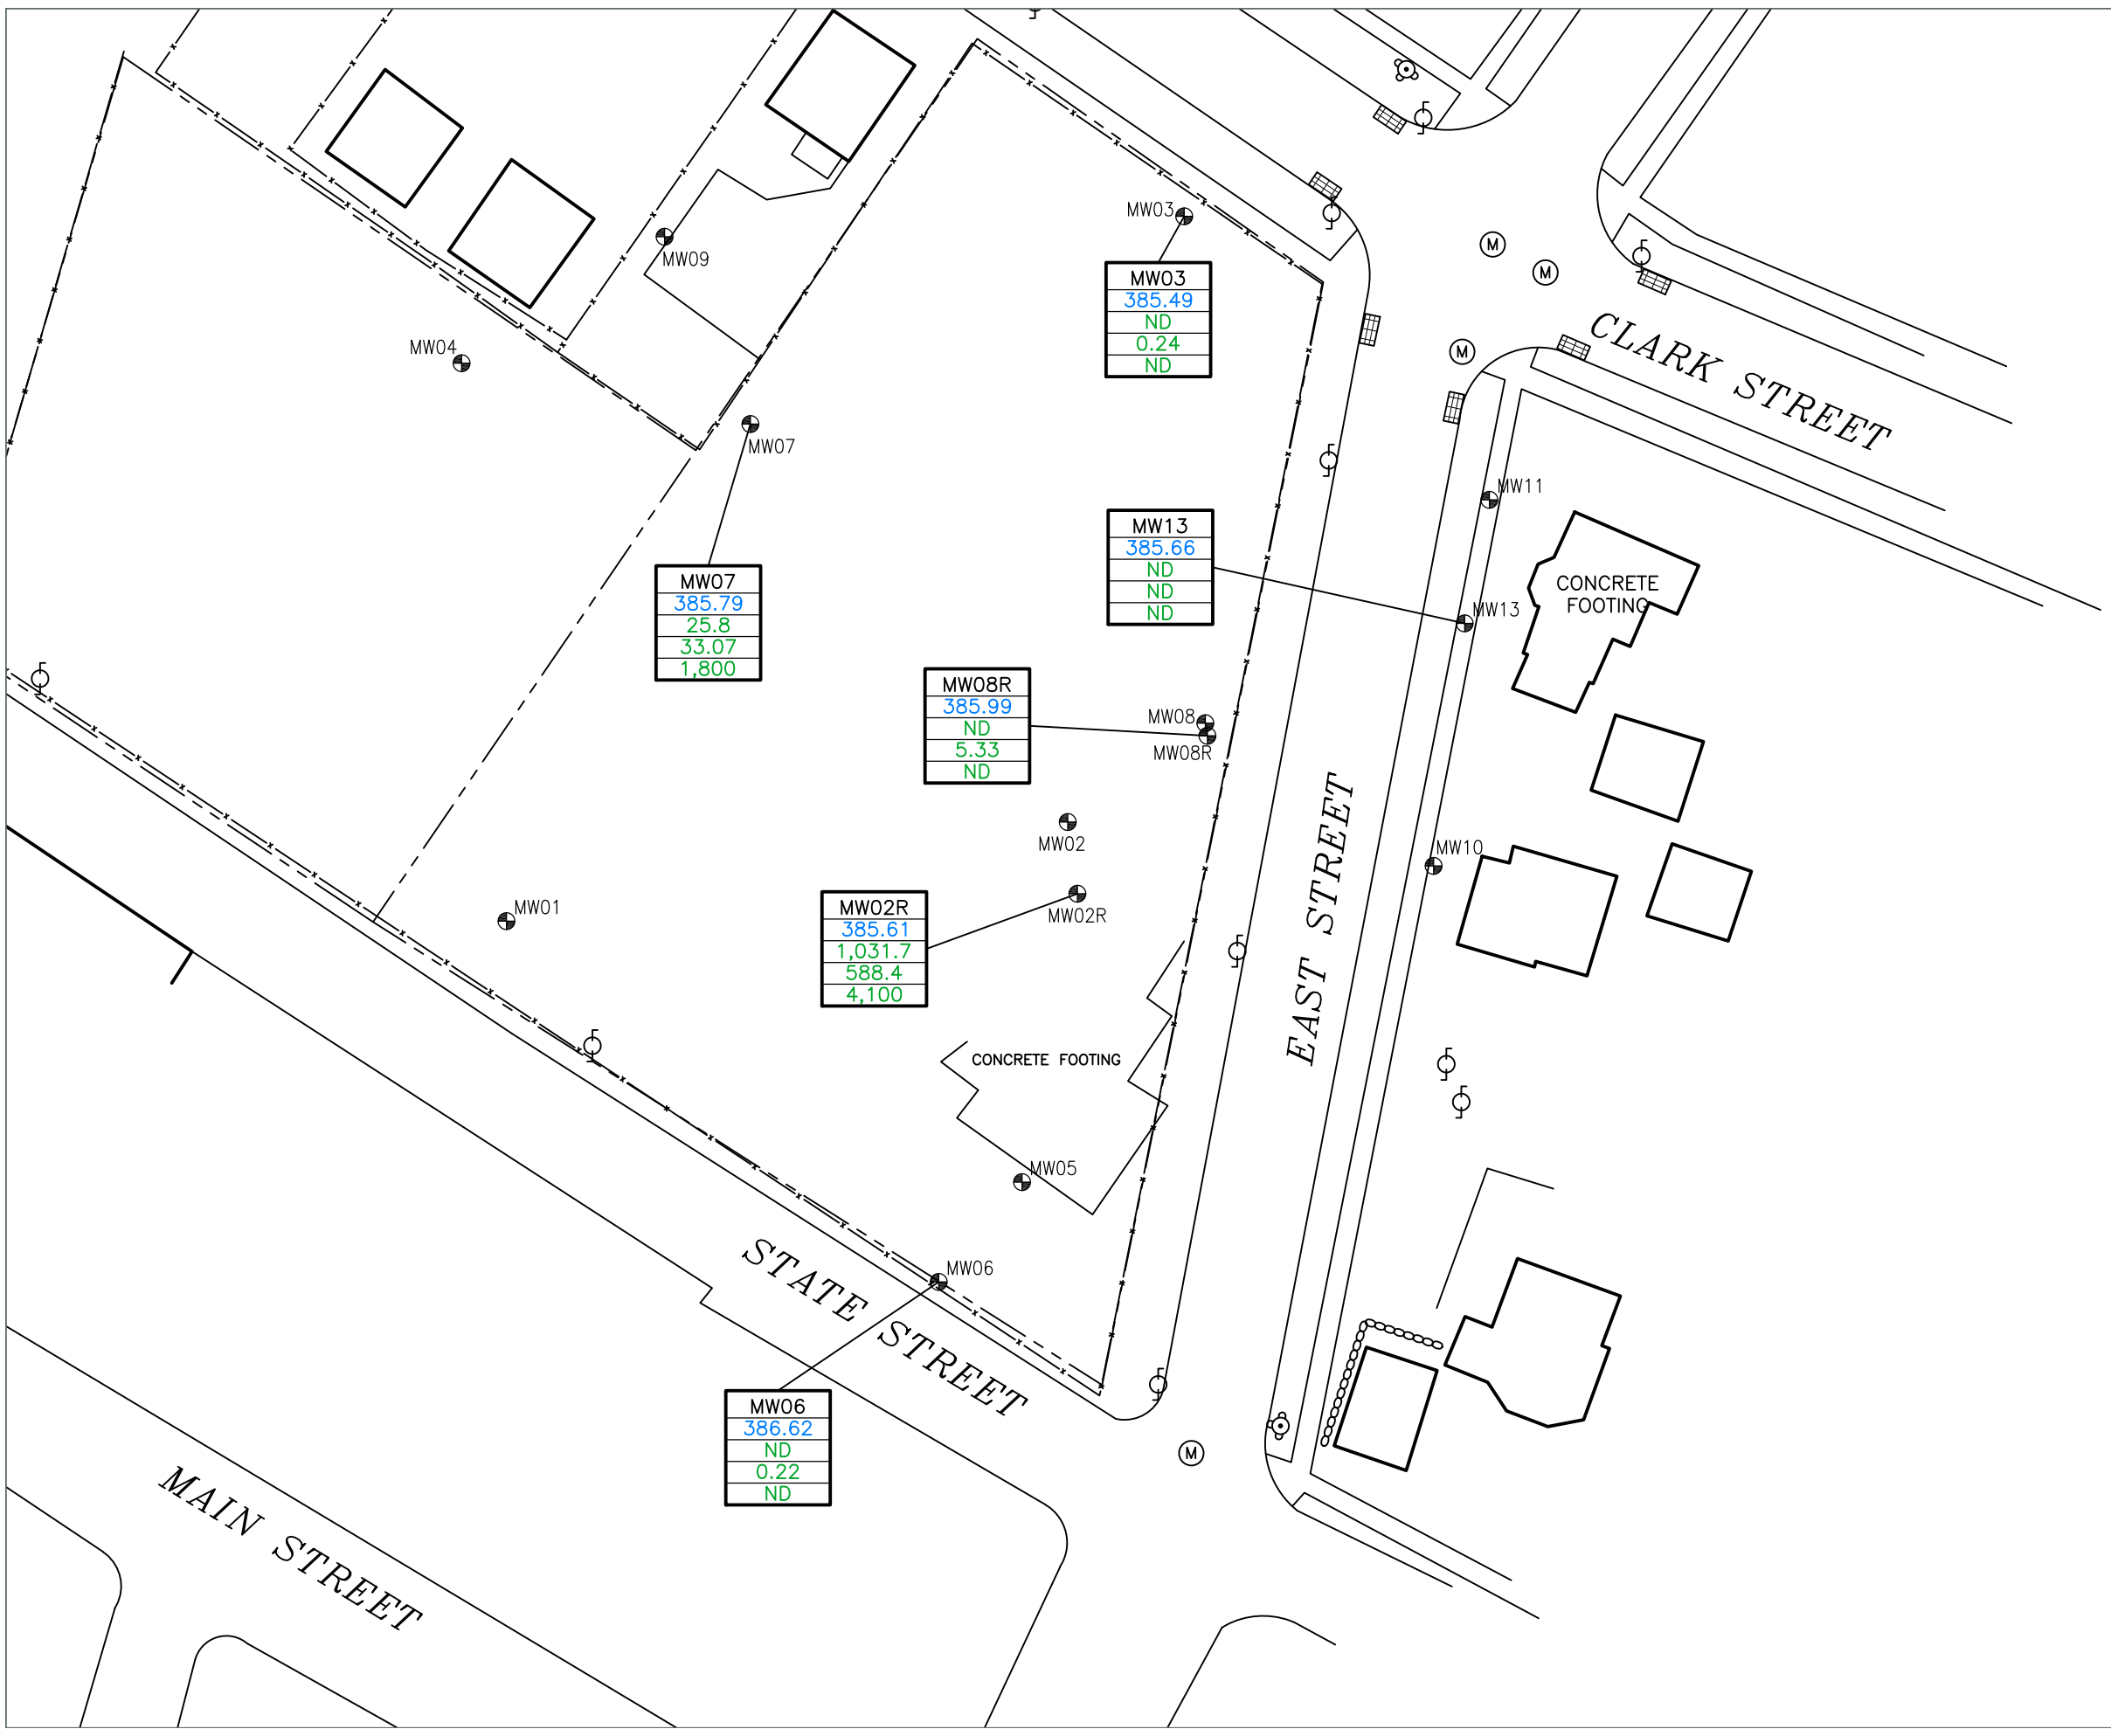 MW03
MW09
MW03
385.49
ND
0.24
ND
M
M
M
CLARK STREET
MW04
MW07
MW11
MW13
385.66
ND
ND
ND
MW13
CONCRETE
FOOTING
MW07
385.79
25.8
33.07
1,800
MW08R
385.99
ND
5.33
ND
MW08
MW08R
MW02
EAST STREET
MW10
MW01
MW02R
385.61
1,031.7
588.4
4,100
MW02R
CONCRETE FOOTING
MW05
MW06
STATE STREET
MW06
386.62
ND
0.22
ND
M
MAIN STREET